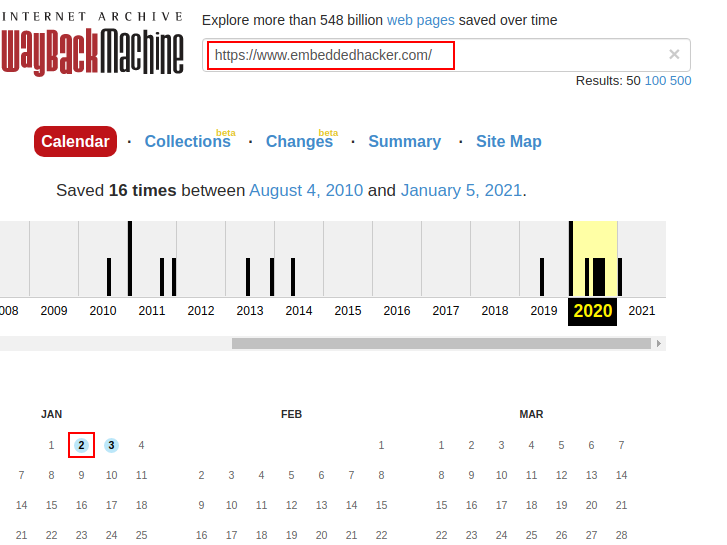 INTERNET ARCHIVE
WayBackMachine
Explore more than 548 billion web pages saved over time
https://www.embeddedhacker.com/ ✕
Results: 50 100 500
Calendar · Collections beta · Changes beta · Summary · Site Map
Saved 16 times between August 4, 2010 and January 5, 2021.
008 2009 2010 2011 2012 2013 2014 2015 2016 2017 2018 2019 2020 2021
JAN FEB MAR
1 2 3 4 1 1 2 3 4 5 6 7
7 8 9 10 11 2 3 4 5 6 7 8 8 9 10 11 12 13 14
14 15 16 17 18 9 10 11 12 13 14 15 15 16 17 18 19 20 21
21 22 23 24 25 16 17 18 19 20 21 22 22 23 24 25 26 27 28